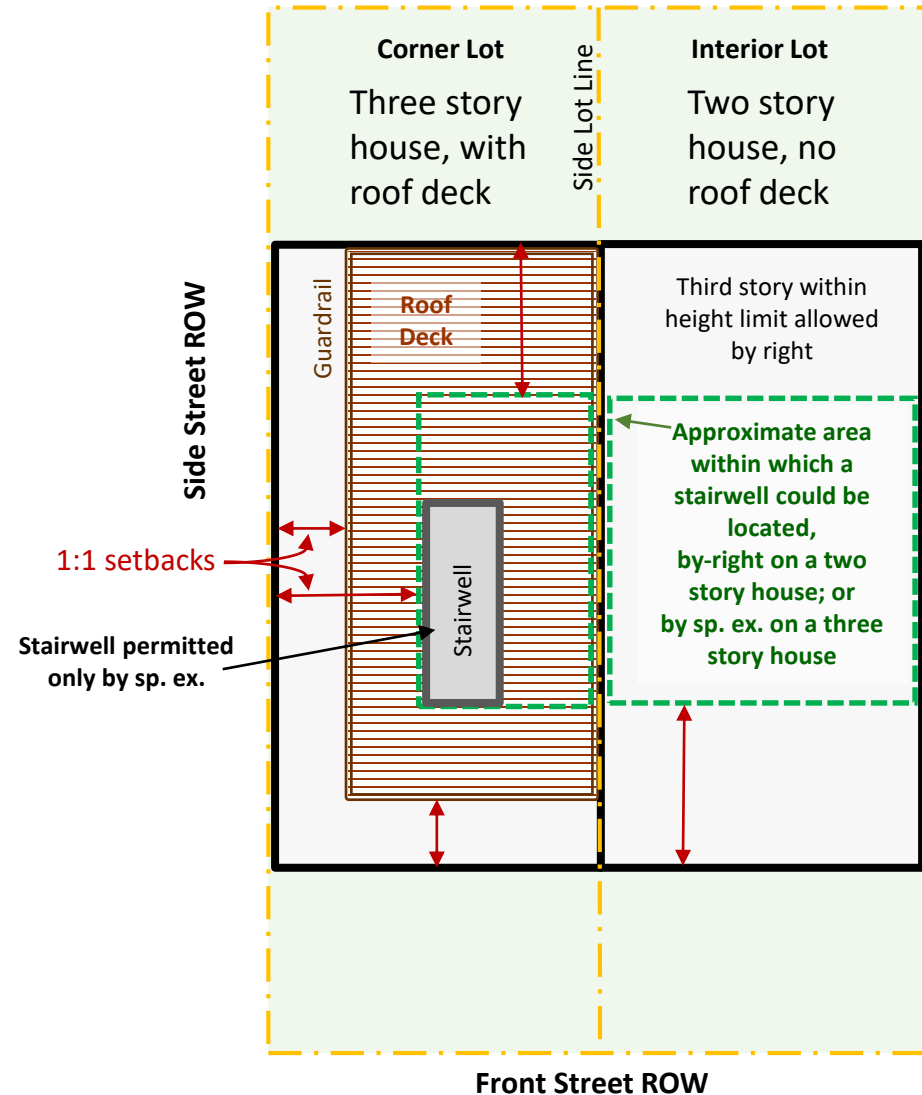 Corner Lot
Three story
house, with
roof deck
Side Lot Line
Interior Lot
Two story
house, no
roof deck
Side Street ROW
Guardrail
Roof
Deck
Third story within
height limit allowed
by right
Approximate area
within which a
stairwell could be
located,
by-right on a two
story house; or
by sp. ex. on a three
story house
1:1 setbacks
Stairwell permitted
only by sp. ex.
Stairwell
Front Street ROW